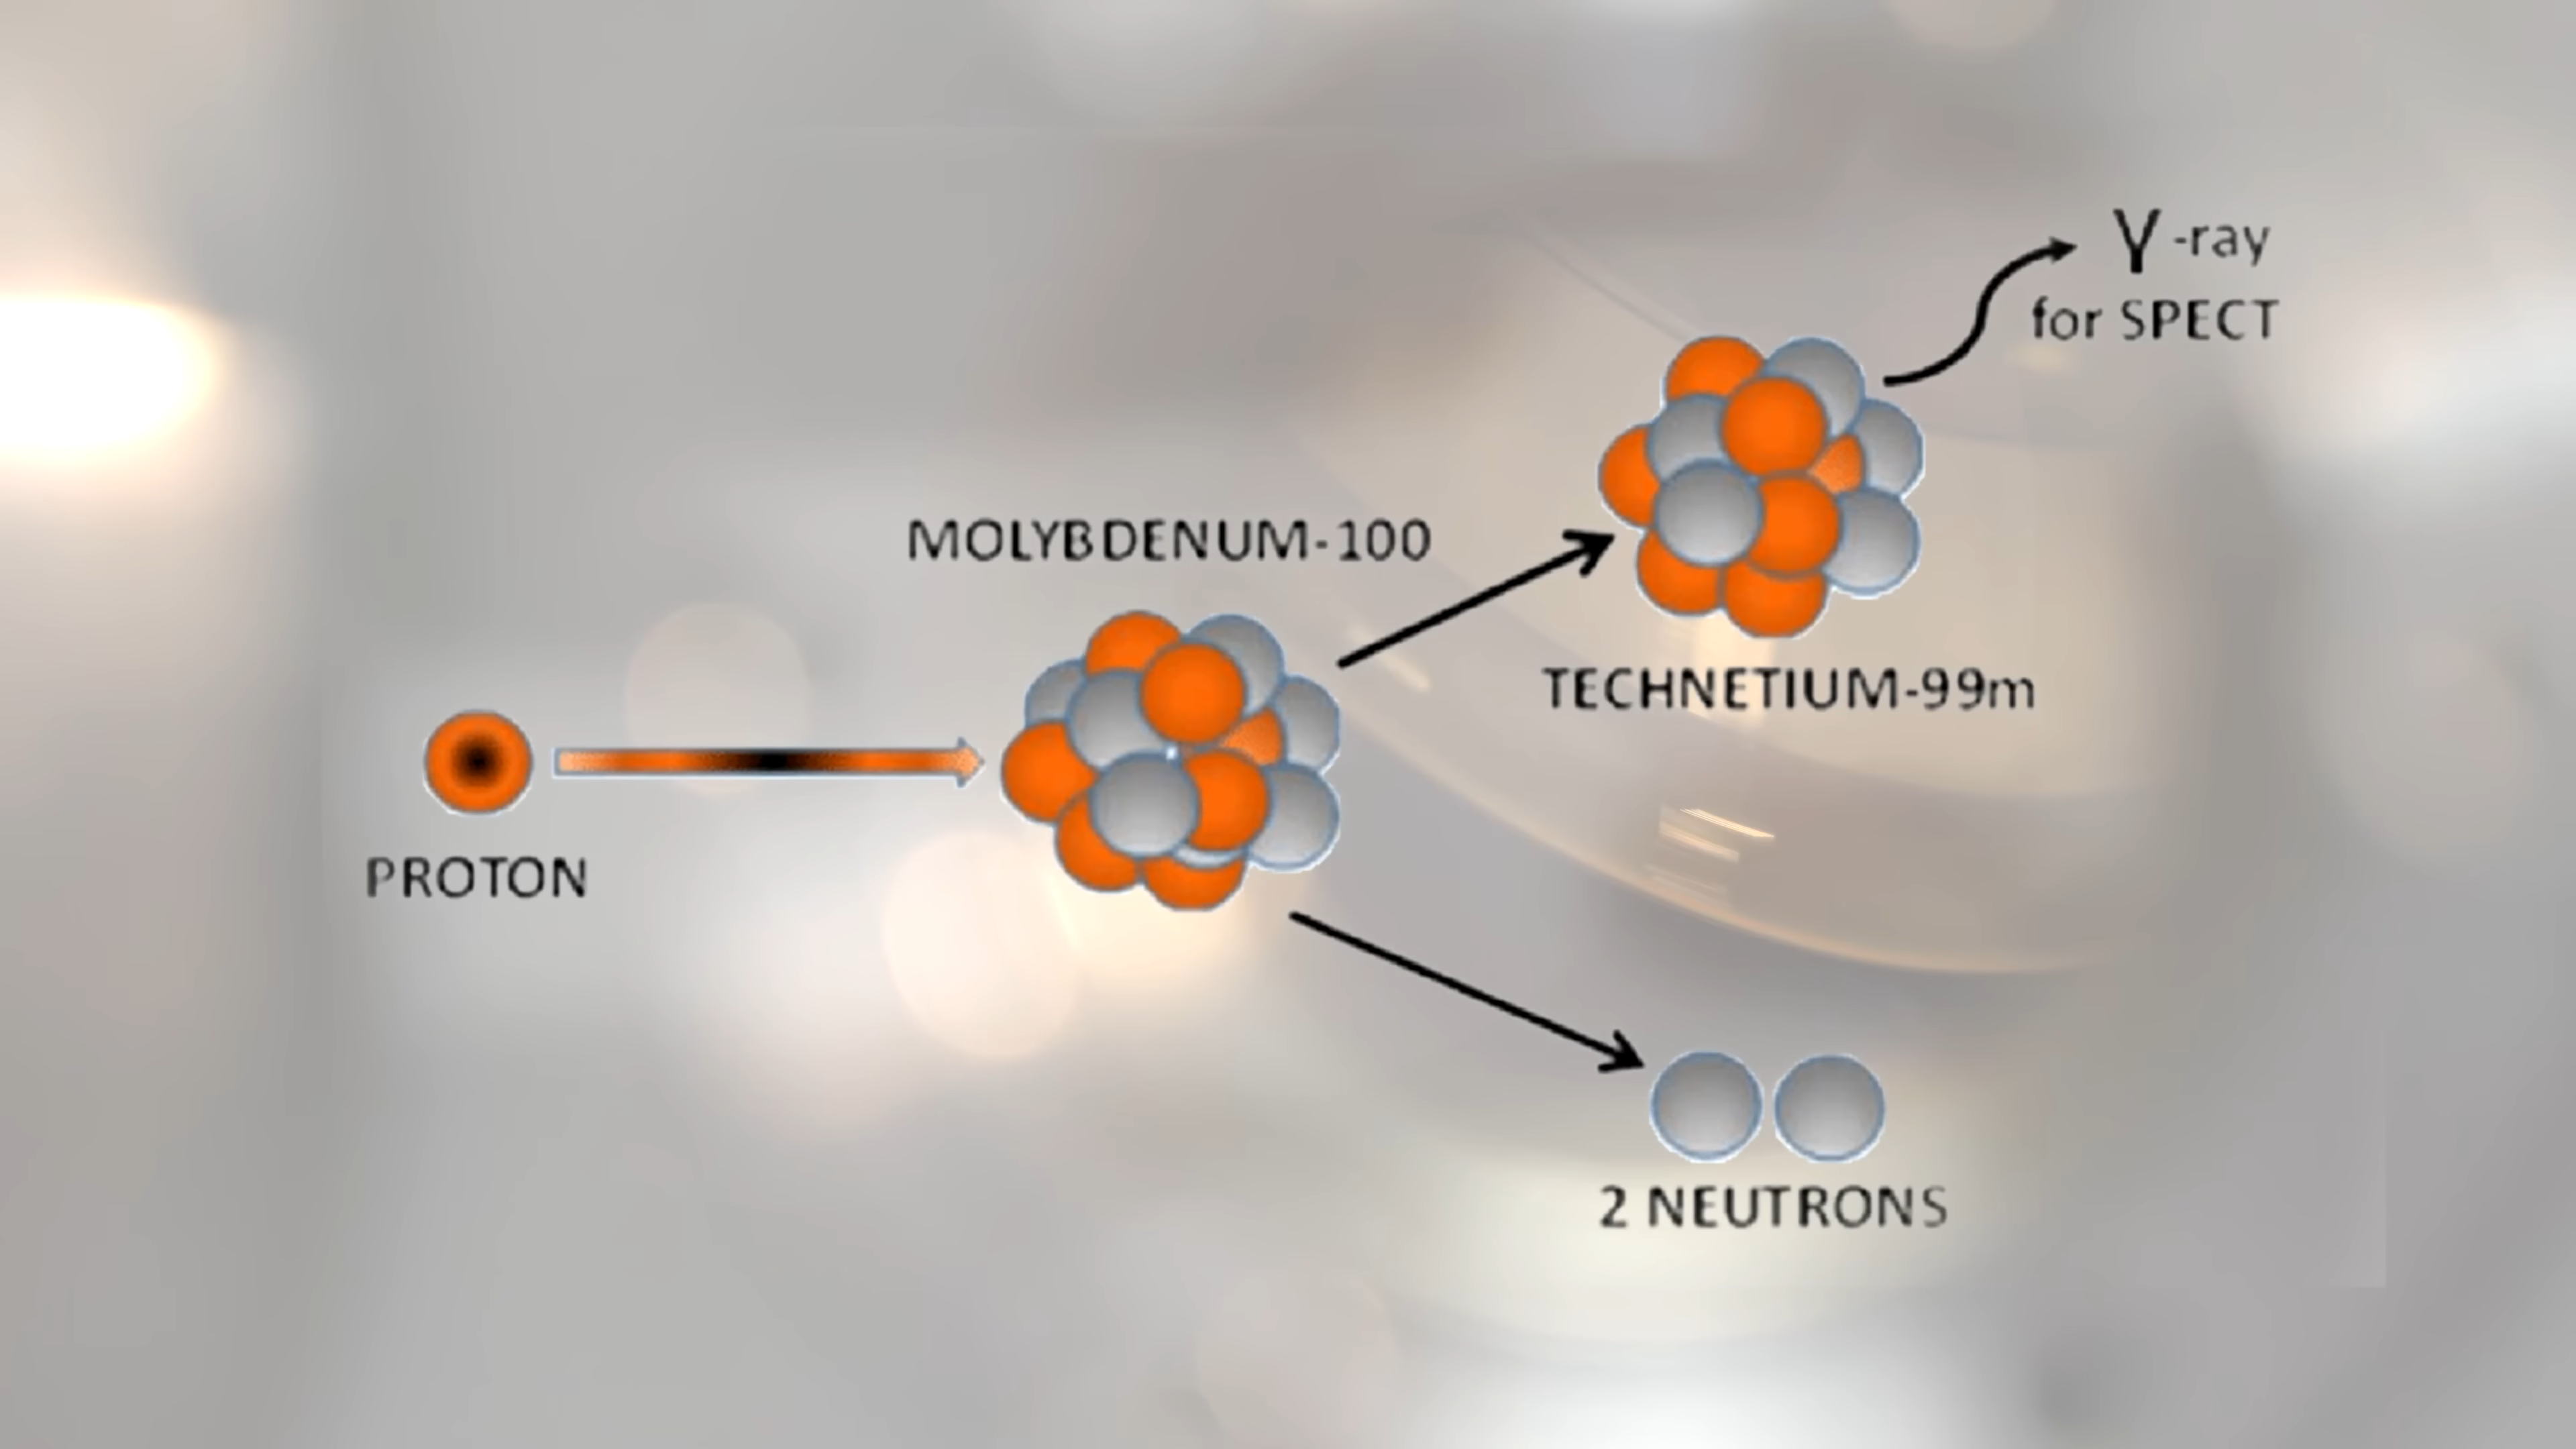 PROTON
MOLYBDENUM-100
γ -ray
for SPECT
TECHNETIUM-99m
2 NEUTRONS